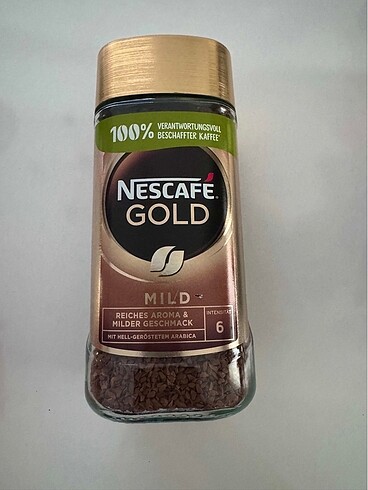 100% VERANTWORTUNGSVOLL
BESCHAFFTER KAFFEE*
NESCAFÉ
GOLD
MILD
REICHES AROMA &
MILDER GESCHMACK
MIT HELL-GERÖSTETEM ARABICA
INTENSITÄT
6